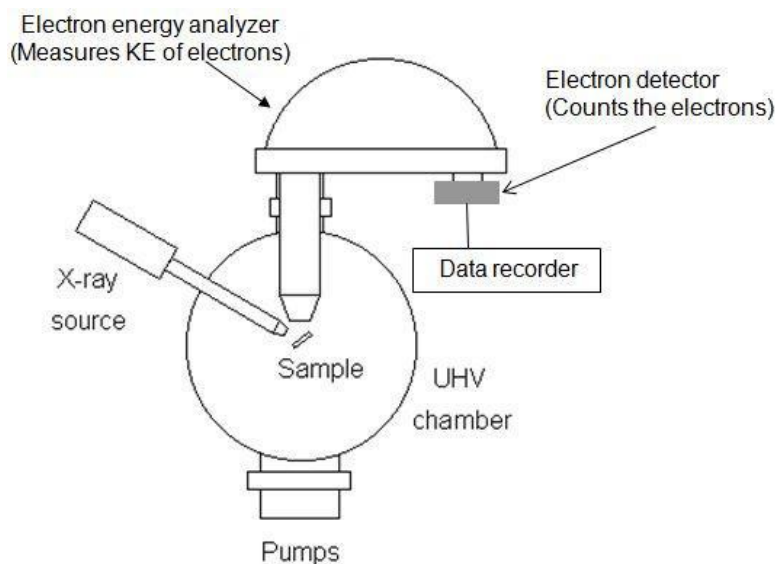 Electron energy analyzer
(Measures KE of electrons)
Electron detector
(Counts the electrons)
Data recorder
X-ray
source
Sample
UHV
chamber
Pumps